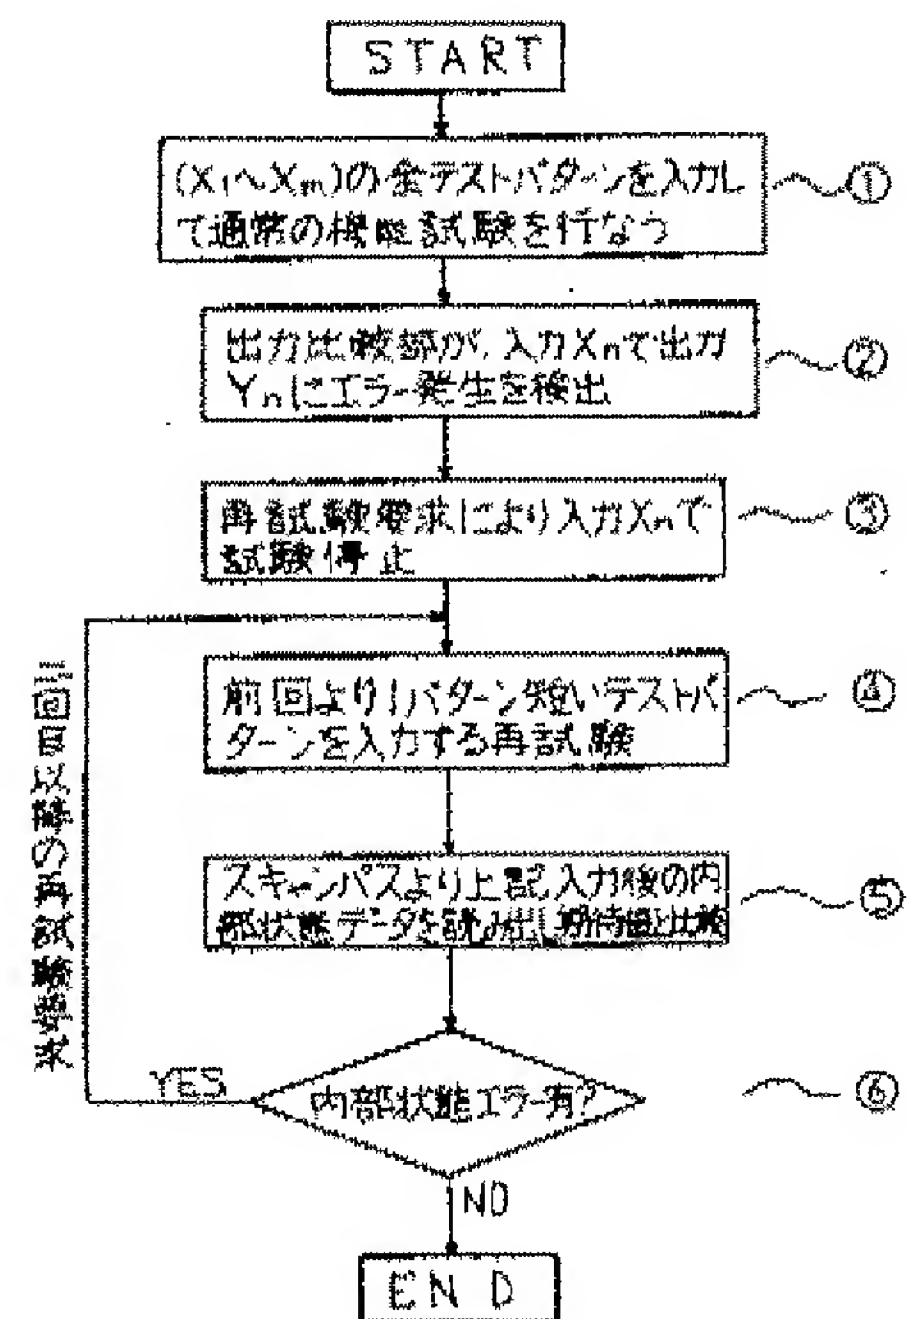 START
(X₁〜Xm)の全テストパターンを入力し
て通常の機能試験を行なう
①
出力比較部が、入力Xnで出力
Ynにエラー発生を検出
②
再試験要求により入力Xnで
試験停止
③
前回より1パターン短いテストパ
ターンを入力する再試験
④
スキャンパスより上記入力後の内
部状態データを読み出し期待値と比較
⑤
内部状態エラー有?
⑥
YES
二回目以降の再試験要求
NO
END